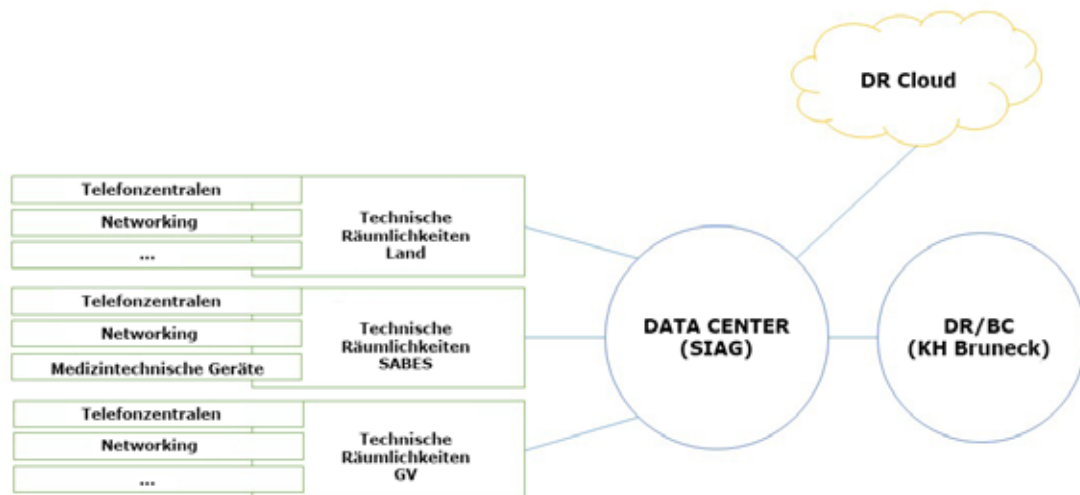 DR Cloud
Telefonzentralen
Networking
...
Technische
Räumlichkeiten
Land
Telefonzentralen
Networking
Medizintechnische Geräte
Technische
Räumlichkeiten
SABES
Telefonzentralen
Networking
...
Technische
Räumlichkeiten
GV
DATA CENTER
(SIAG)
DR/BC
(KH Bruneck)